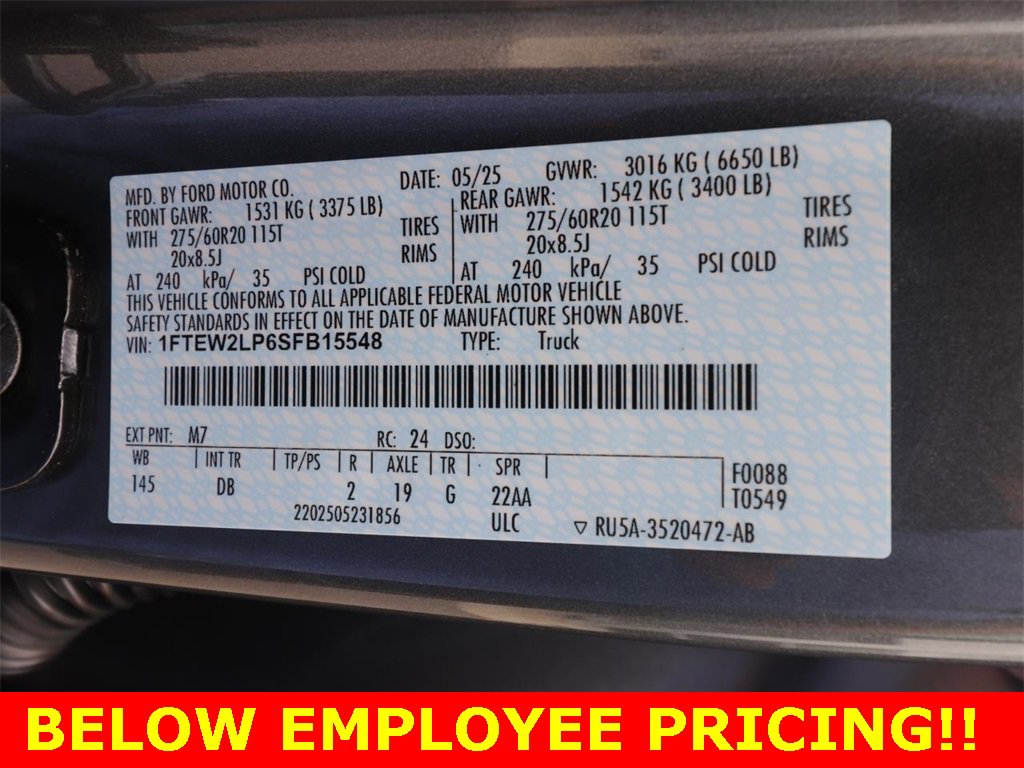 MFD. BY FORD MOTOR CO. DATE: 05/25 GVWR: 3016 KG ( 6650 LB)
FRONT GAWR: 1531 KG ( 3375 LB) REAR GAWR: 1542 KG ( 3400 LB)
WITH 275/60R20 115T TIRES WITH 275/60R20 115T TIRES
20x8.5J RIMS 20x8.5J RIMS
AT 240 kPa/ 35 PSI COLD AT 240 kPa/ 35 PSI COLD
THIS VEHICLE CONFORMS TO ALL APPLICABLE FEDERAL MOTOR VEHICLE
SAFETY STANDARDS IN EFFECT ON THE DATE OF MANUFACTURE SHOWN ABOVE.
VIN: 1FTEW2LP6SFB15548 TYPE: Truck
EXT PNT: M7 RC: 24 DSO:
WB INT TR TP/PS R AXLE TR SPR F0088
145 DB 2 19 G 22AA T0549
2202505231856 ULC ▽ RU5A-3520472-AB
BELOW EMPLOYEE PRICING!!